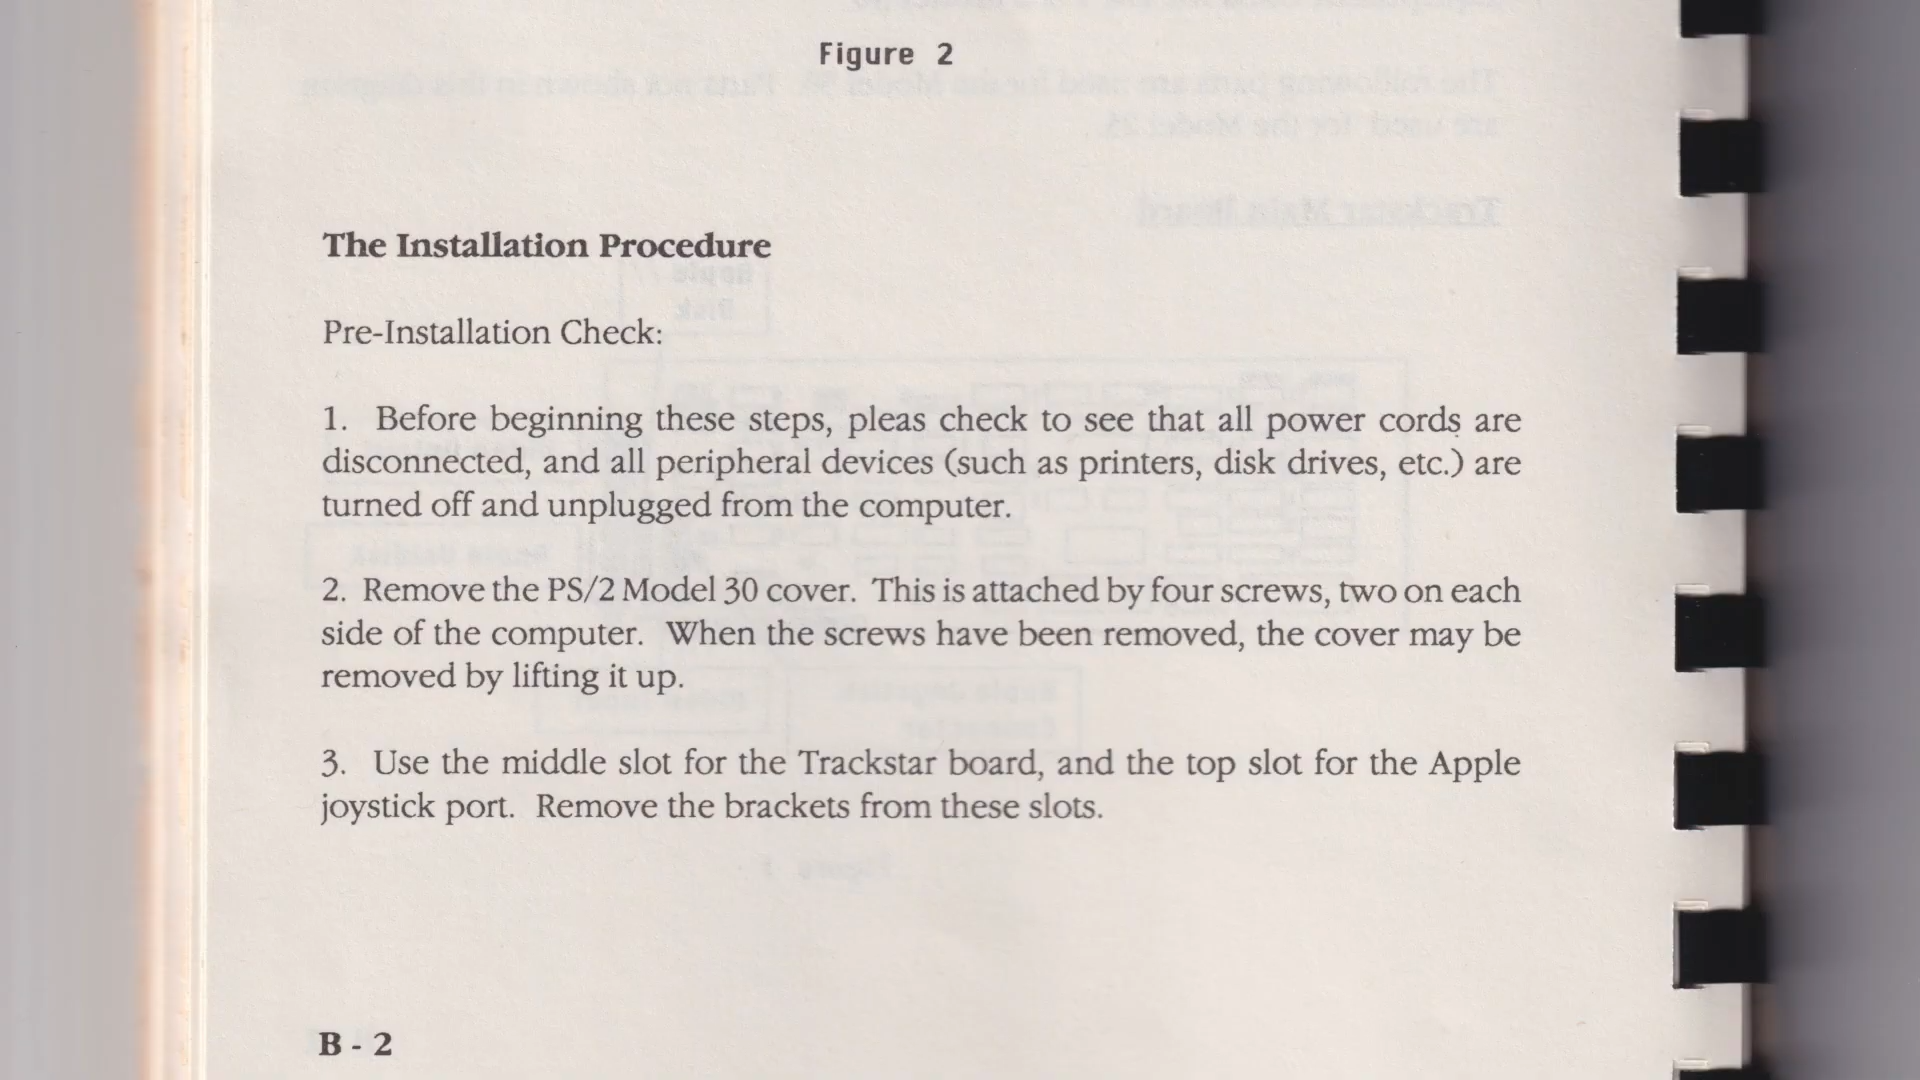 Figure 2
The Installation Procedure
Pre-Installation Check:
1. Before beginning these steps, pleas check to see that all power cords are
disconnected, and all peripheral devices (such as printers, disk drives, etc.) are
turned off and unplugged from the computer.
2. Remove the PS/2 Model 30 cover. This is attached by four screws, two on each
side of the computer. When the screws have been removed, the cover may be
removed by lifting it up.
3. Use the middle slot for the Trackstar board, and the top slot for the Apple
joystick port. Remove the brackets from these slots.
B - 2